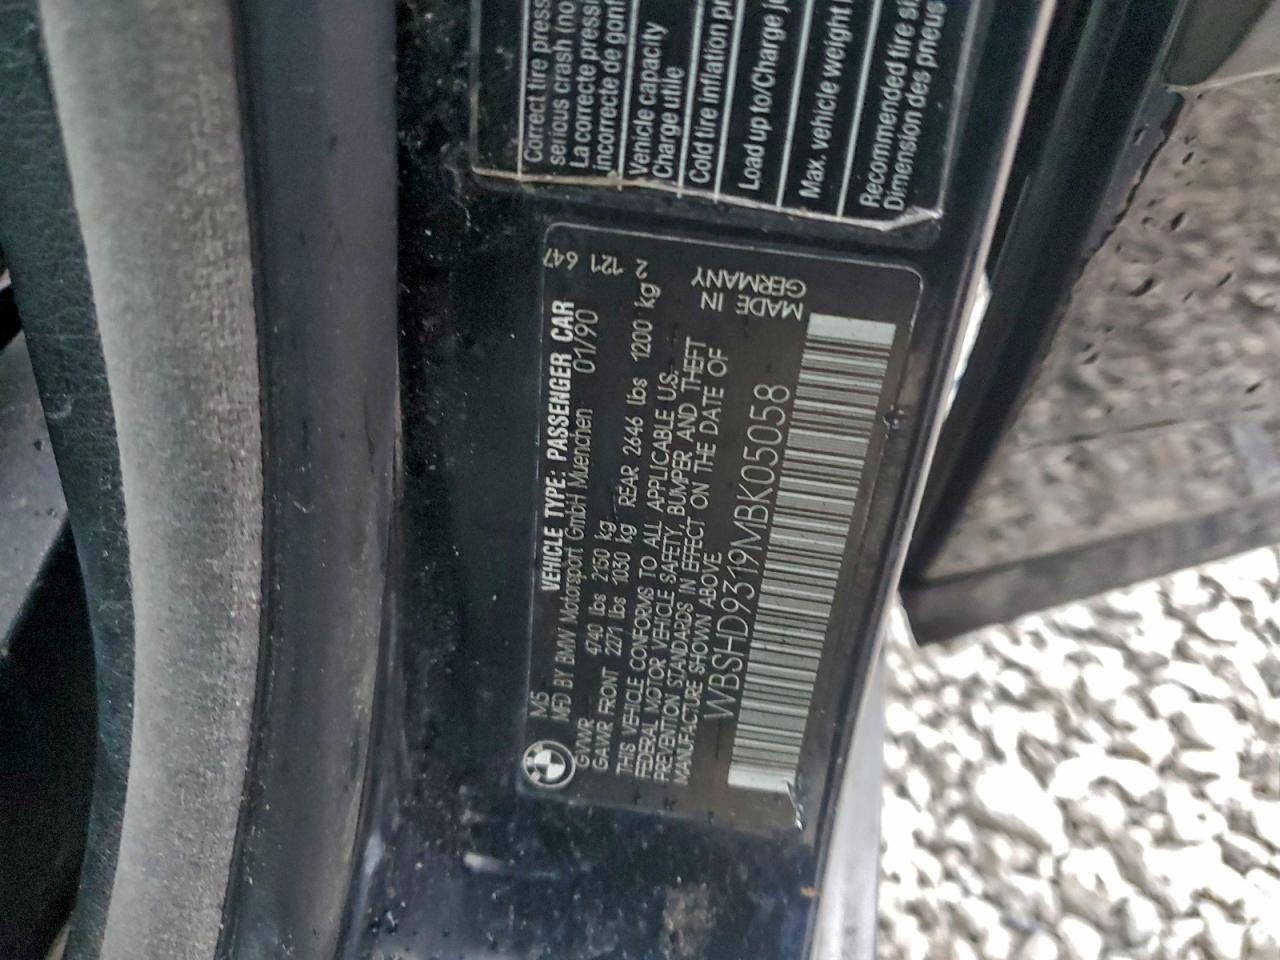 Correct tire press
serious crash (no
La correcte pressi
incorrecte de gonf
Vehicle capacity
Charge utile
Cold tire inflation pr
Load up to/Charge j
Max. vehicle weight
Recommended tire si
Dimension des pneus
M5 VEHICLE TYPE: PASSENGER CAR
MFD BY BMW Motorsport GmbH Muenchen 01/90
GVWR 4740 lbs 2150 kg
GAWR FRONT 2271 lbs 1030 kg REAR 2646 lbs 1200 kg
THIS VEHICLE CONFORMS TO ALL APPLICABLE U.S.
FEDERAL MOTOR VEHICLE SAFETY, BUMPER AND THEFT
PREVENTION STANDARDS IN EFFECT ON THE DATE OF
MANUFACTURE SHOWN ABOVE
WBSHD9319MBK05058
2 121 647
MADE IN
GERMANY